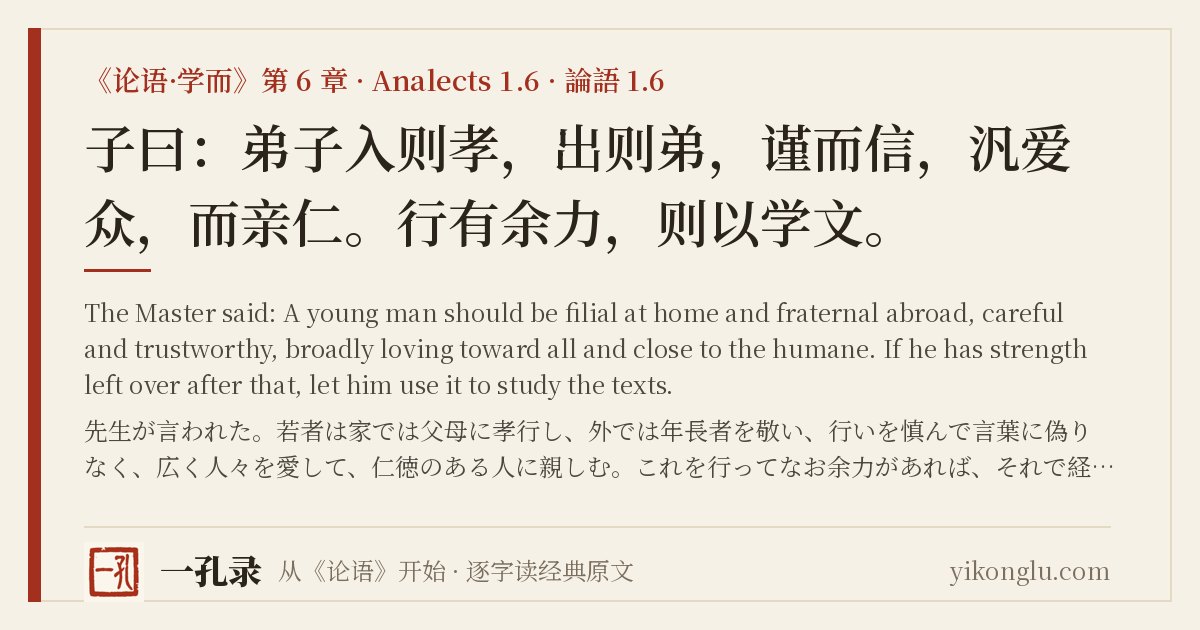 《论语·学而》第 6 章 · Analects 1.6 · 論語 1.6
子曰：弟子入则孝，出则弟，谨而信，汎爱
众，而亲仁。行有余力，则以学文。
The Master said: A young man should be filial at home and fraternal abroad, careful
and trustworthy, broadly loving toward all and close to the humane. If he has strength
left over after that, let him use it to study the texts.
先生が言われた。若者は家では父母に孝行し、外では年長者を敬い、行いを慎んで言葉に偽り
なく、広く人々を愛して、仁徳のある人に親しむ。これを行ってなお余力があれば、それで経…
一孔
一孔录 从《论语》开始 · 逐字读经典原文 yikonglu.com